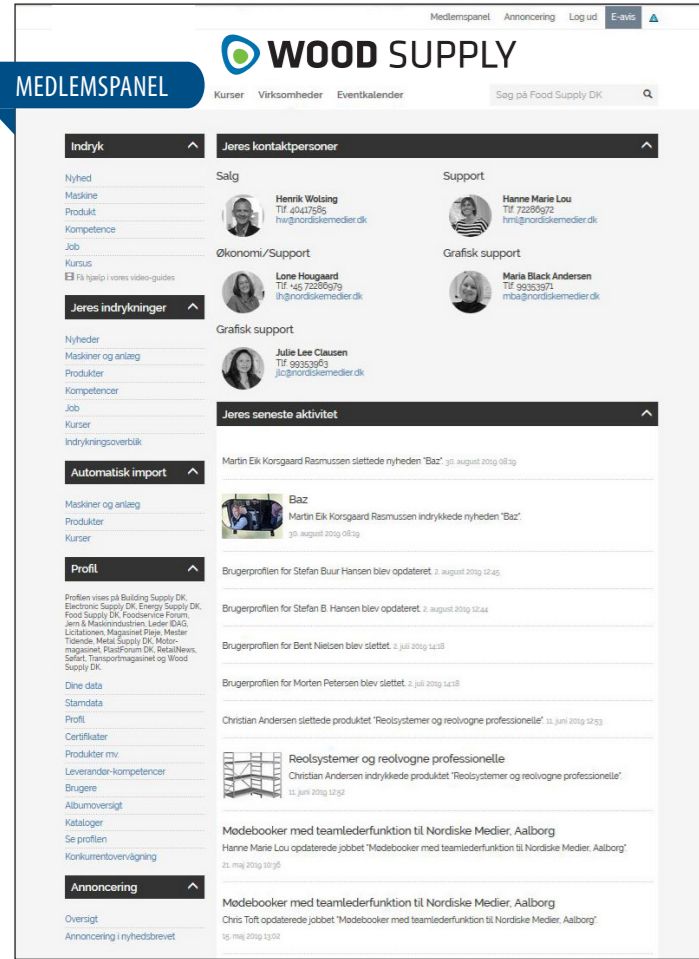 Medlemspanel Annoncering Log ud E-avis
WOOD SUPPLY
MEDLEMSPANEL
Kurser Virksomheder Eventkalender
Søg på Food Supply DK
Indryk
Nyhed
Maskine
Produkt
Kompetence
Job
Kursus
Få hjælp i vores video-guides
Jeres indrykninger
Nyheder
Maskiner og anlæg
Produkter
Kompetencer
Job
Kurser
Indrykningsoverblik
Automatisk import
Maskiner og anlæg
Produkter
Kurser
Profil
Profilen vises på Building Supply DK,
Electronic Supply DK, Energy Supply DK,
Food Supply DK, Foodservice Forum,
Jern & Maskinindustrien, Leder IDAG,
Licitationen, Magasinet Pleje, Mester
Tidende, Metal Supply DK, Motor-
magasinet, PlastForum DK, RetailNews,
Søfart, Transportmagasinet og Wood
Supply DK.
Dine data
Stamdata
Profil
Certifikater
Produkter mv.
Leverandør-kompetencer
Brugere
Albumoversigt
Kataloger
Se profilen
Konkurrentovervågning
Annoncering
Oversigt
Annoncering i nyhedsbrevet
Jeres kontaktpersoner
Salg
Henrik Wolsing
Tlf. 40417585
hw@nordiskemedier.dk
Support
Hanne Marie Lou
Tlf. 72286972
hml@nordiskemedier.dk
Økonomi/Support
Lone Hougaard
Tlf. +45 72286979
lh@nordiskemedier.dk
Grafisk support
Maria Black Andersen
Tlf. 99353971
mba@nordiskemedier.dk
Grafisk support
Julie Lee Clausen
Tlf. 99353963
jlc@nordiskemedier.dk
Jeres seneste aktivitet
Martin Eik Korsgaard Rasmussen slettede nyheden "Baz". 30. august 2019 08:19
Baz
Martin Eik Korsgaard Rasmussen indrykkede nyheden "Baz".
30. august 2019 08:19
Brugerprofilen for Stefan Buur Hansen blev opdateret. 2. august 2019 12:45
Brugerprofilen for Stefan B. Hansen blev opdateret. 2. august 2019 12:44
Brugerprofilen for Bent Nielsen blev slettet. 2. juli 2019 14:18
Brugerprofilen for Morten Petersen blev slettet. 2. juli 2019 14:18
Christian Andersen slettede produktet "Reolsystemer og reolvogne professionelle". 11. juni 2019 12:53
Reolsystemer og reolvogne professionelle
Christian Andersen indrykkede produktet "Reolsystemer og reolvogne professionelle".
11. juni 2019 12:52
Mødebooker med teamlederfunktion til Nordiske Medier, Aalborg
Hanne Marie Lou opdaterede jobbet "Mødebooker med teamlederfunktion til Nordiske Medier, Aalborg".
21. maj 2019 10:36
Mødebooker med teamlederfunktion til Nordiske Medier, Aalborg
Chris Toft opdaterede jobbet "Mødebooker med teamlederfunktion til Nordiske Medier, Aalborg".
15. maj 2019 13:02